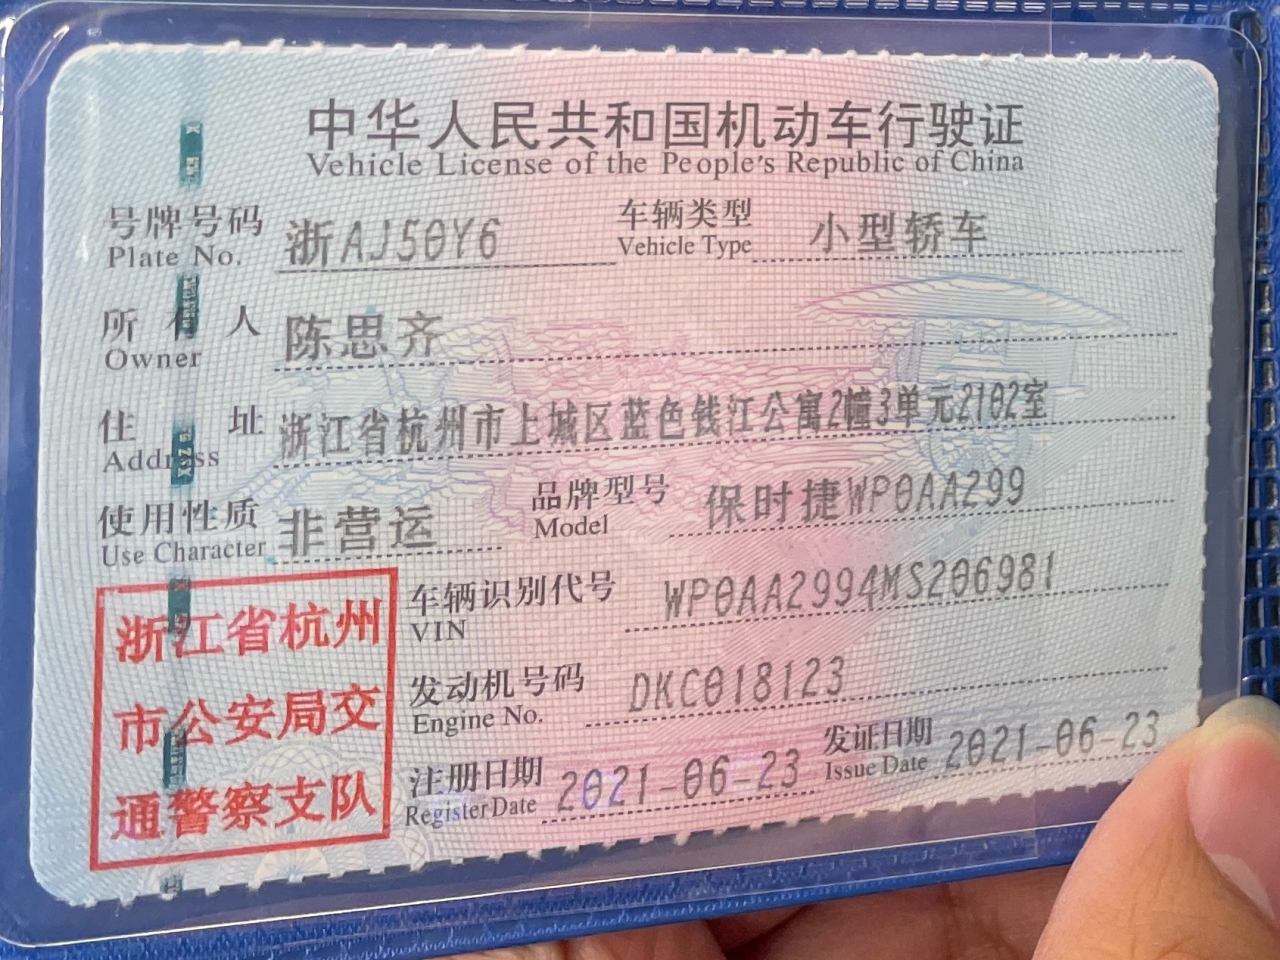 中华人民共和国机动车行驶证
Vehicle License of the People's Republic of China
号牌号码 浙AJ50Y6 车辆类型 小型轿车
Plate No. Vehicle Type
所有人 陈思齐
Owner
住址 浙江省杭州市上城区蓝色钱江公寓2幢3单元2102室
Address
使用性质 非营运 品牌型号 保时捷WP0AA299
Use Character Model
车辆识别代号 WP0AA2994MS206981
VIN
发动机号码 DKC018123
Engine No.
注册日期 2021-06-23 发证日期 2021-06-23
Register Date Issue Date
浙江省杭州
市公安局交
通警察支队